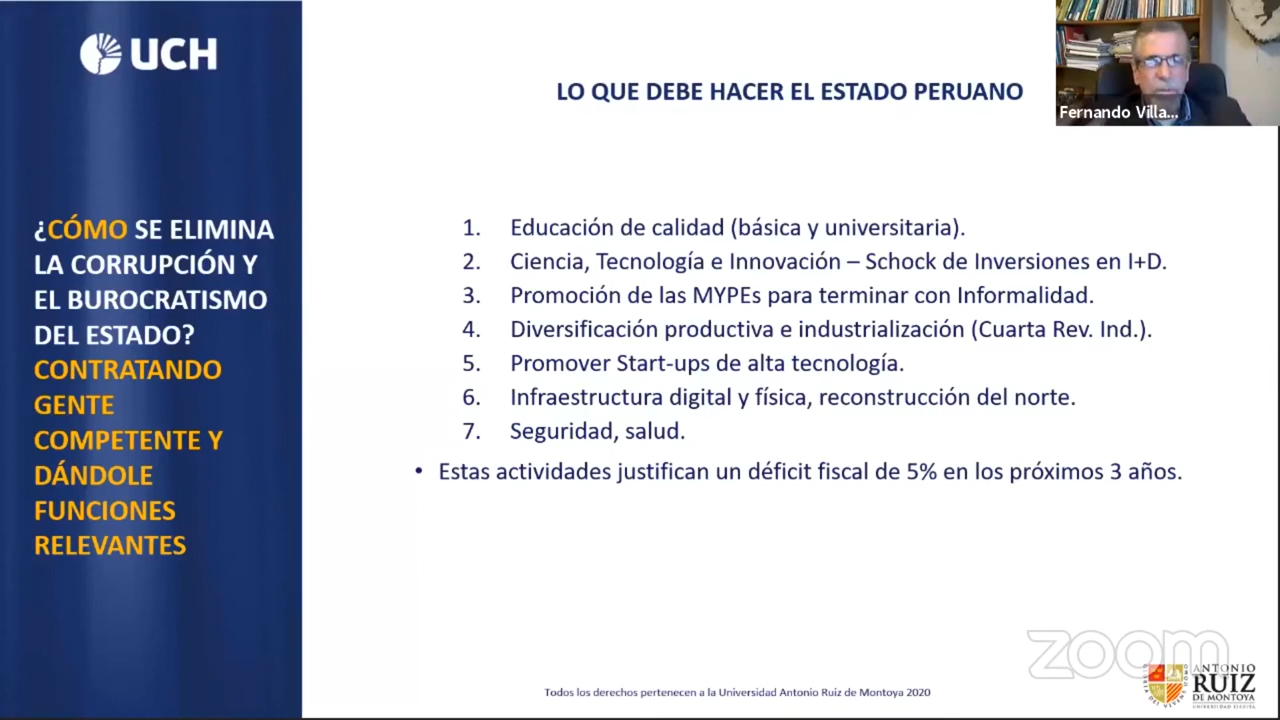 UCH
LO QUE DEBE HACER EL ESTADO PERUANO
Fernando Villa...
¿CÓMO SE ELIMINA
LA CORRUPCIÓN Y
EL BUROCRATISMO
DEL ESTADO?
CONTRATANDO
GENTE
COMPETENTE Y
DÁNDOLE
FUNCIONES
RELEVANTES
1. Educación de calidad (básica y universitaria).
2. Ciencia, Tecnología e Innovación – Schock de Inversiones en I+D.
3. Promoción de las MYPEs para terminar con Informalidad.
4. Diversificación productiva e industrialización (Cuarta Rev. Ind.).
5. Promover Start-ups de alta tecnología.
6. Infraestructura digital y física, reconstrucción del norte.
7. Seguridad, salud.
• Estas actividades justifican un déficit fiscal de 5% en los próximos 3 años.
zoom
ANTONIO
RUIZ
DE MONTOYA
UNIVERSIDAD JESUITA
Todos los derechos pertenecen a la Universidad Antonio Ruiz de Montoya 2020